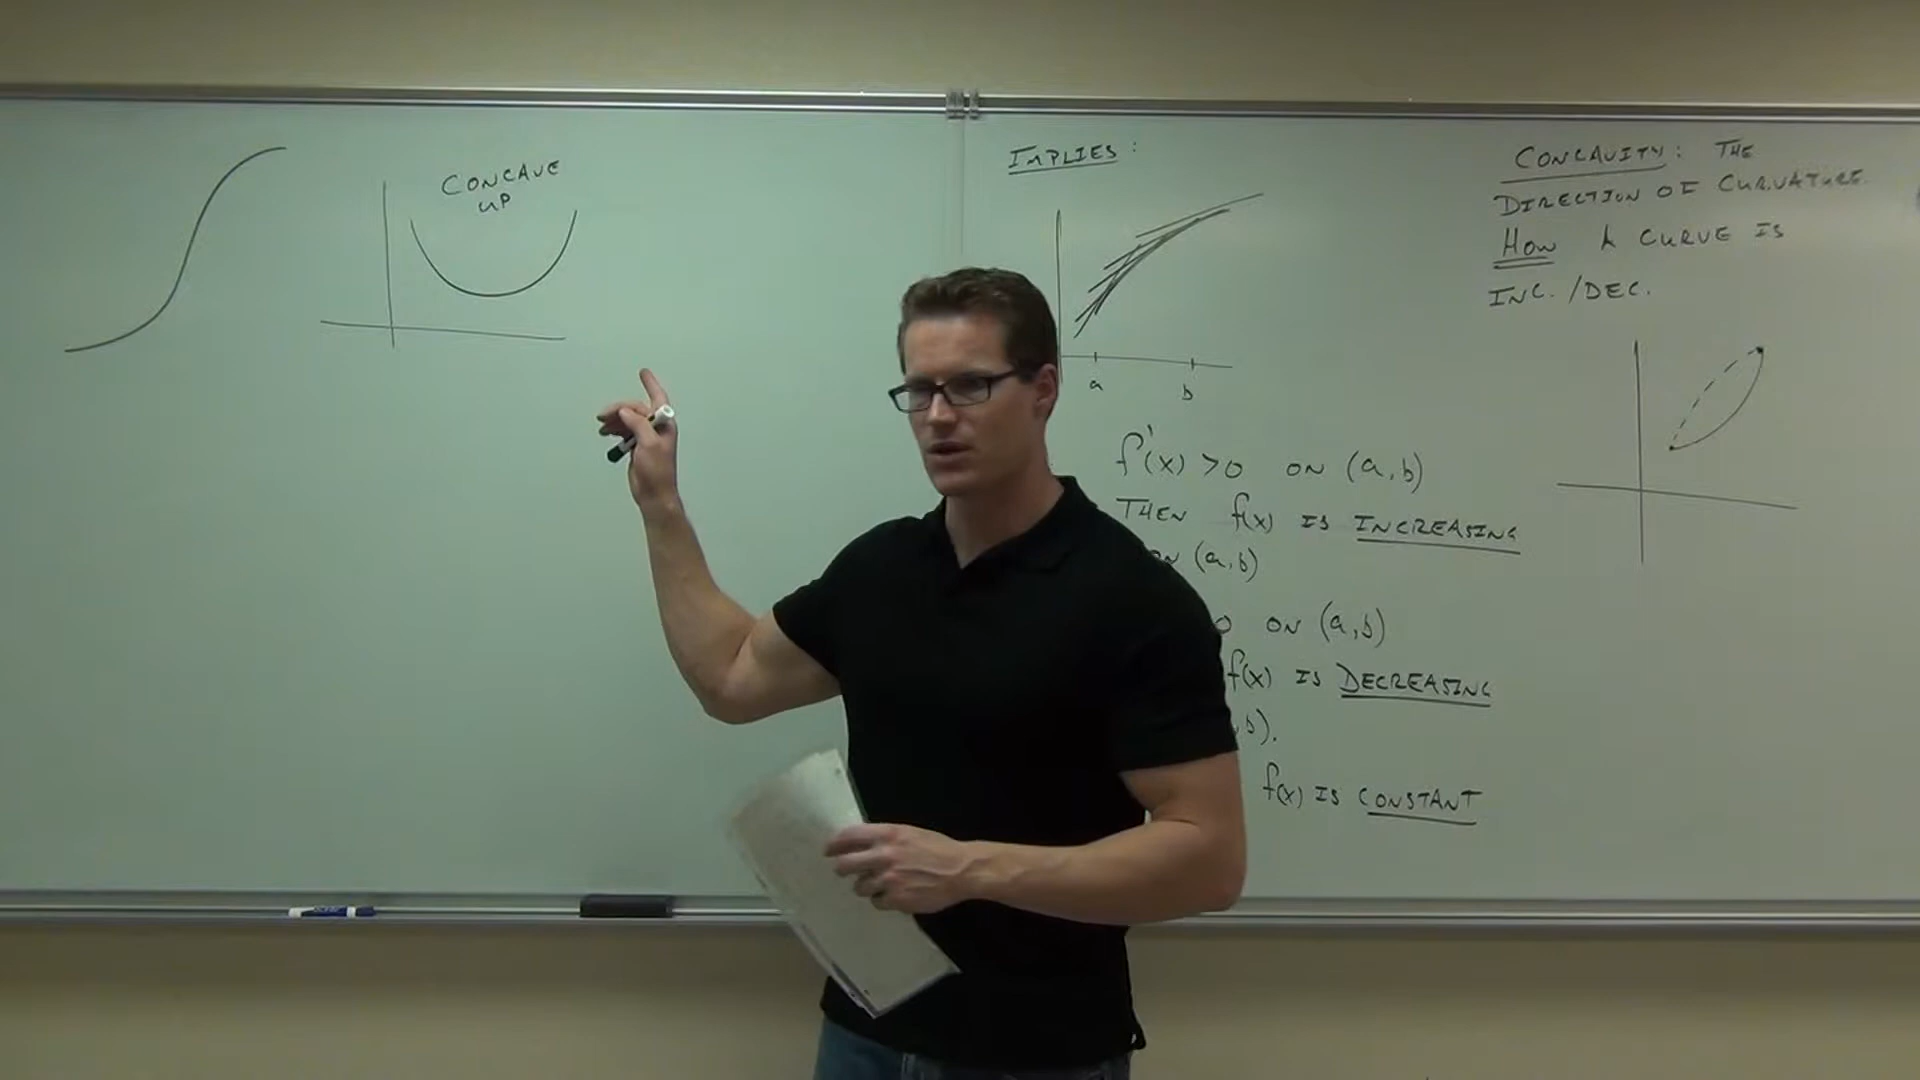 CONCAVE
UP
IMPLIES:
a
b
f'(x) >0 ON (a,b)
THEN f(x) IS INCREASING
ON (a,b)
0 ON (a,b)
f(x) IS DECREASING
,b).
f(x) IS CONSTANT
CONCAVITY: THE
DIRECTION OF CURVATURE.
HOW A CURVE IS
INC./DEC.